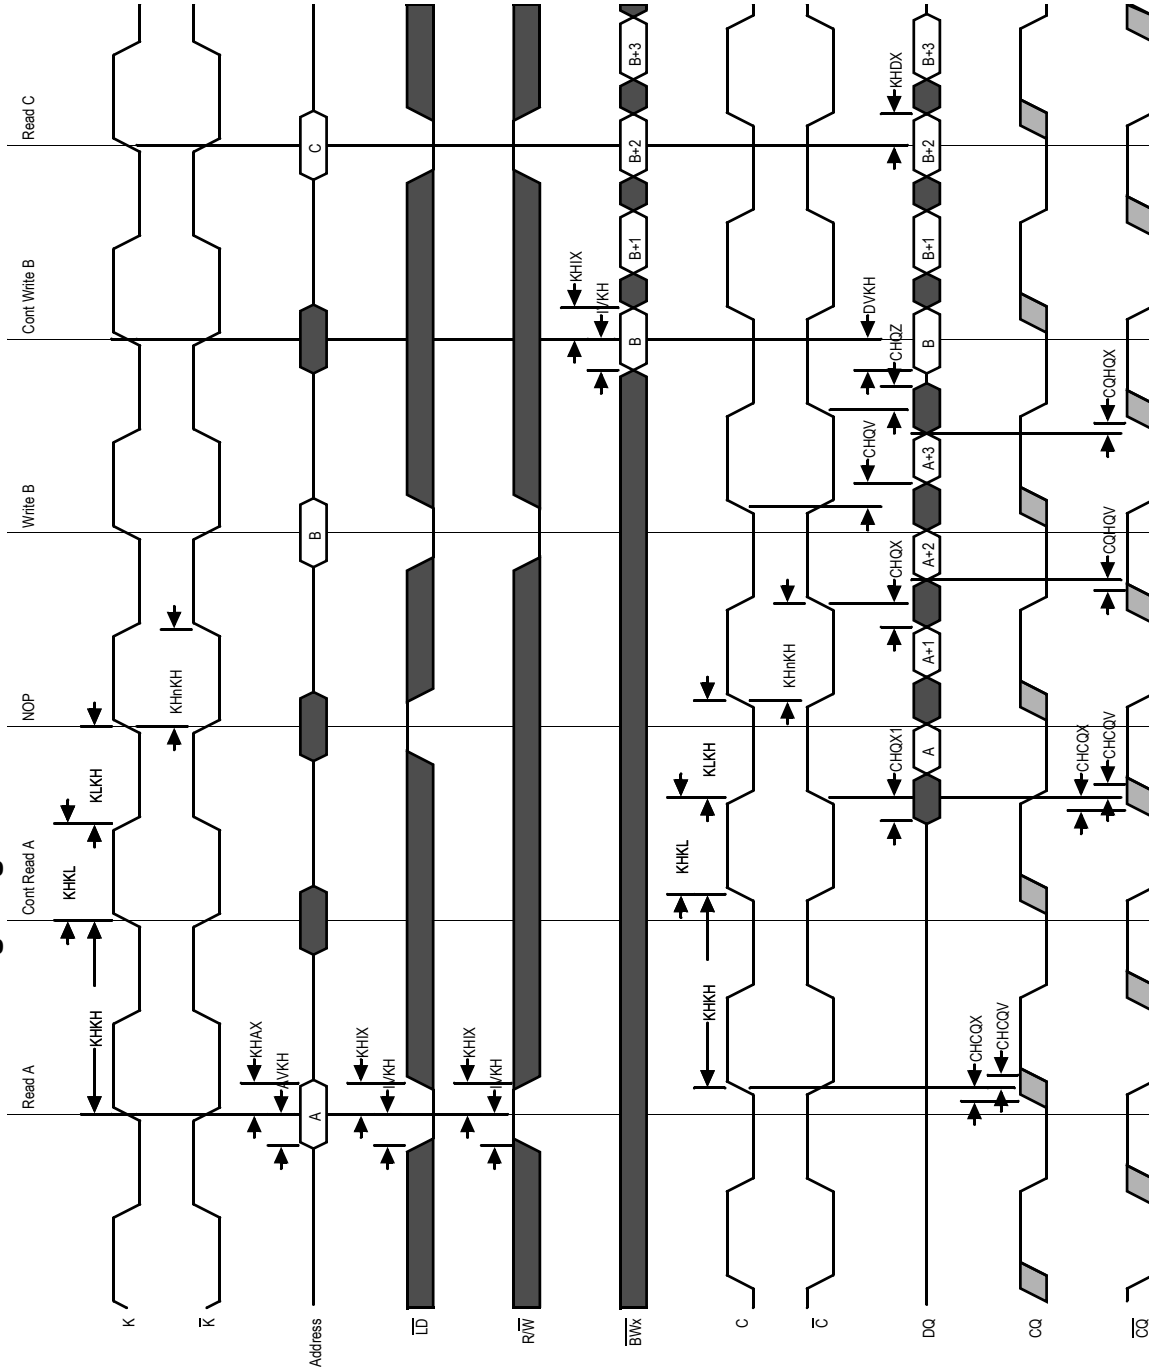 Read A
Cont Read A
NOP
Write B
Cont Write B
Read C
K
KHKH
KHKL
KLKH
K
KHnKH
Address
A
B
C
KHAX
AVKH
LD
KHIX
IVKH
R/W
KHIX
IVKH
BWx
B
B+1
B+2
B+3
KHIX
IVKH
C
KHKH
KHKL
KLKH
C
KHnKH
DQ
A
A+1
A+2
A+3
B
B+1
B+2
B+3
CHQX1
CHQX
CHQV
CHQZ
DVKH
KHDX
CQ
CHCQX
CHCQV
CQ
CHCQX
CHCQV
CQHQV
CQHQX